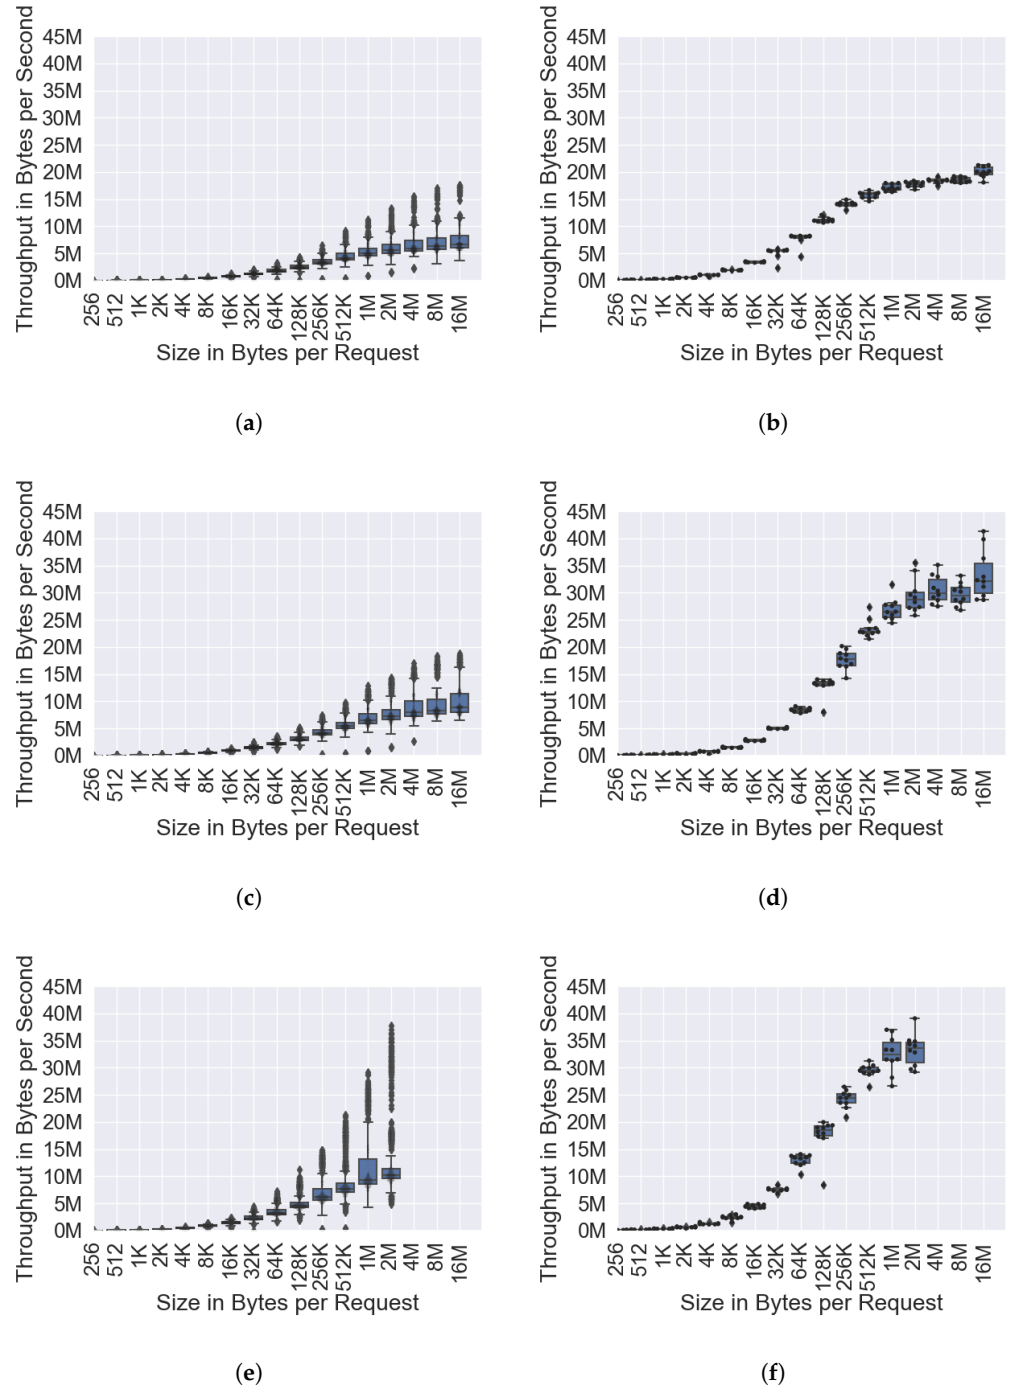 Throughput in Bytes per Second
45M
40M
35M
30M
25M
20M
15M
10M
5M
0M
256
512
1K
2K
4K
8K
16K
32K
64K
128K
256K
512K
1M
2M
4M
8M
16M
Size in Bytes per Request
(a)
Throughput in Bytes per Second
45M
40M
35M
30M
25M
20M
15M
10M
5M
0M
256
512
1K
2K
4K
8K
16K
32K
64K
128K
256K
512K
1M
2M
4M
8M
16M
Size in Bytes per Request
(b)
Throughput in Bytes per Second
45M
40M
35M
30M
25M
20M
15M
10M
5M
0M
256
512
1K
2K
4K
8K
16K
32K
64K
128K
256K
512K
1M
2M
4M
8M
16M
Size in Bytes per Request
(c)
Throughput in Bytes per Second
45M
40M
35M
30M
25M
20M
15M
10M
5M
0M
256
512
1K
2K
4K
8K
16K
32K
64K
128K
256K
512K
1M
2M
4M
8M
16M
Size in Bytes per Request
(d)
Throughput in Bytes per Second
45M
40M
35M
30M
25M
20M
15M
10M
5M
0M
256
512
1K
2K
4K
8K
16K
32K
64K
128K
256K
512K
1M
2M
4M
8M
16M
Size in Bytes per Request
(e)
Throughput in Bytes per Second
45M
40M
35M
30M
25M
20M
15M
10M
5M
0M
256
512
1K
2K
4K
8K
16K
32K
64K
128K
256K
512K
1M
2M
4M
8M
16M
Size in Bytes per Request
(f)